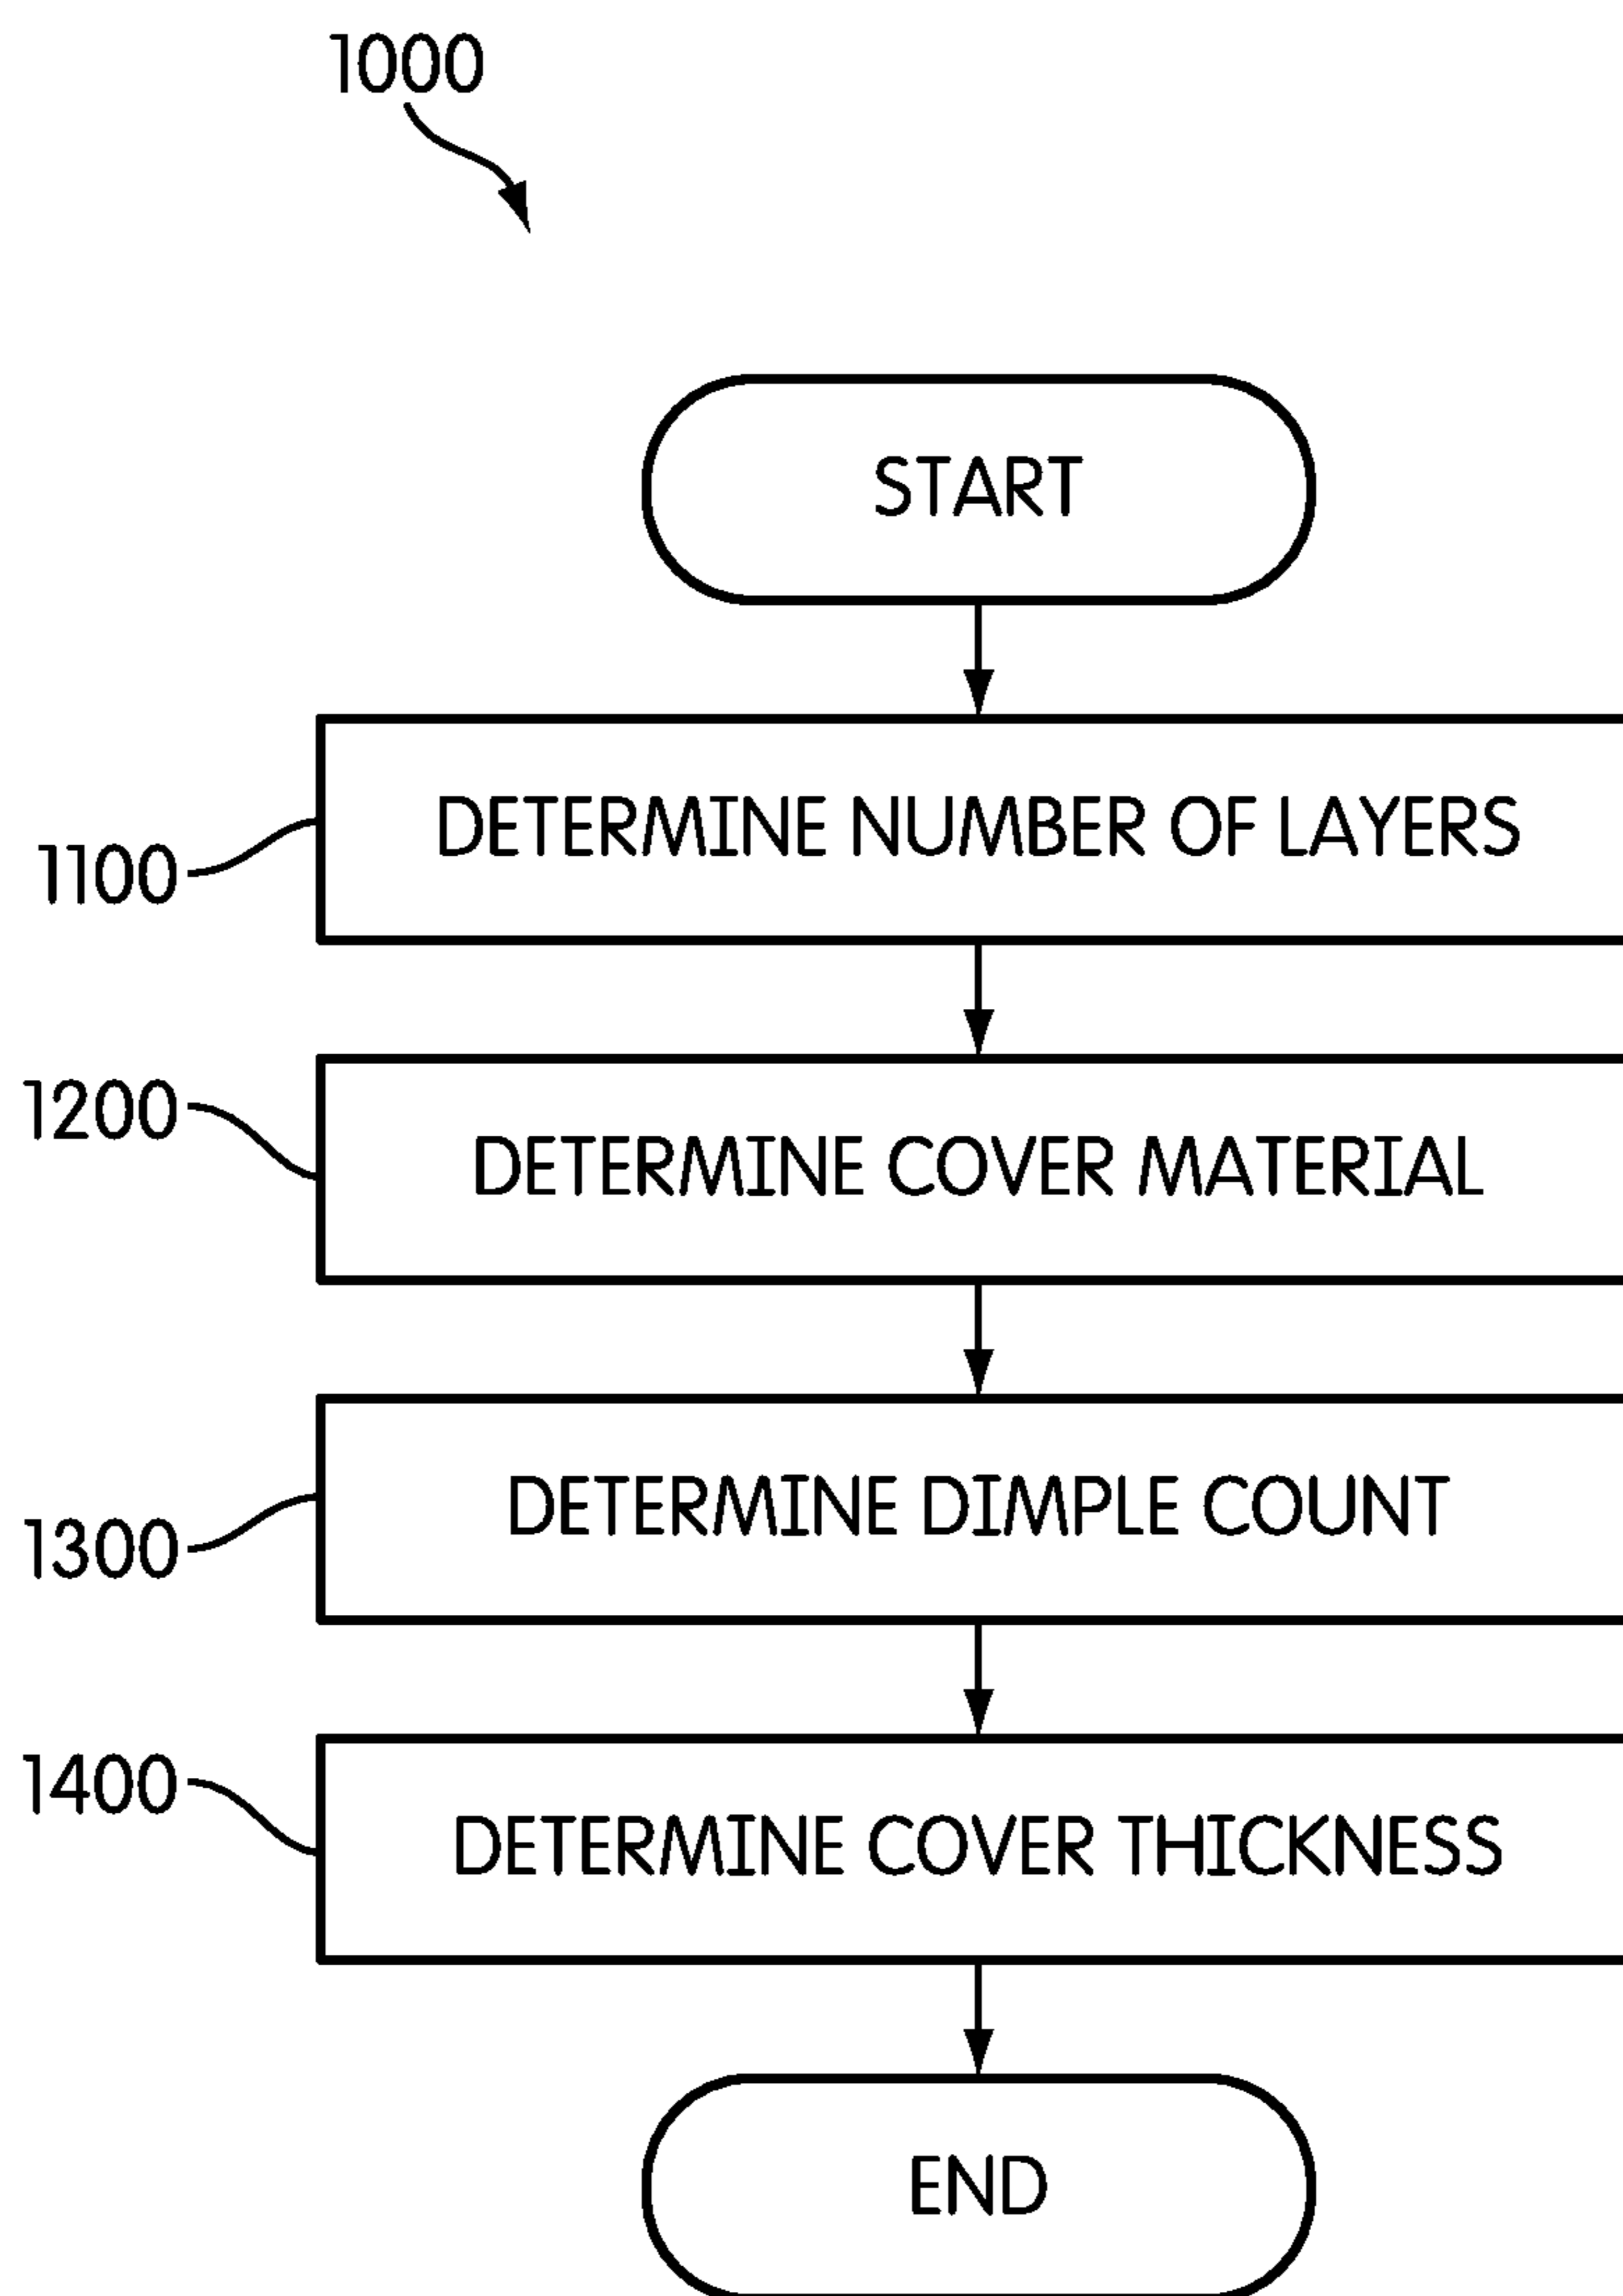 1000
START
DETERMINE NUMBER OF LAYERS
1100
1200
DETERMINE COVER MATERIAL
DETERMINE DIMPLE COUNT
1300
1400
DETERMINE COVER THICKNESS
END